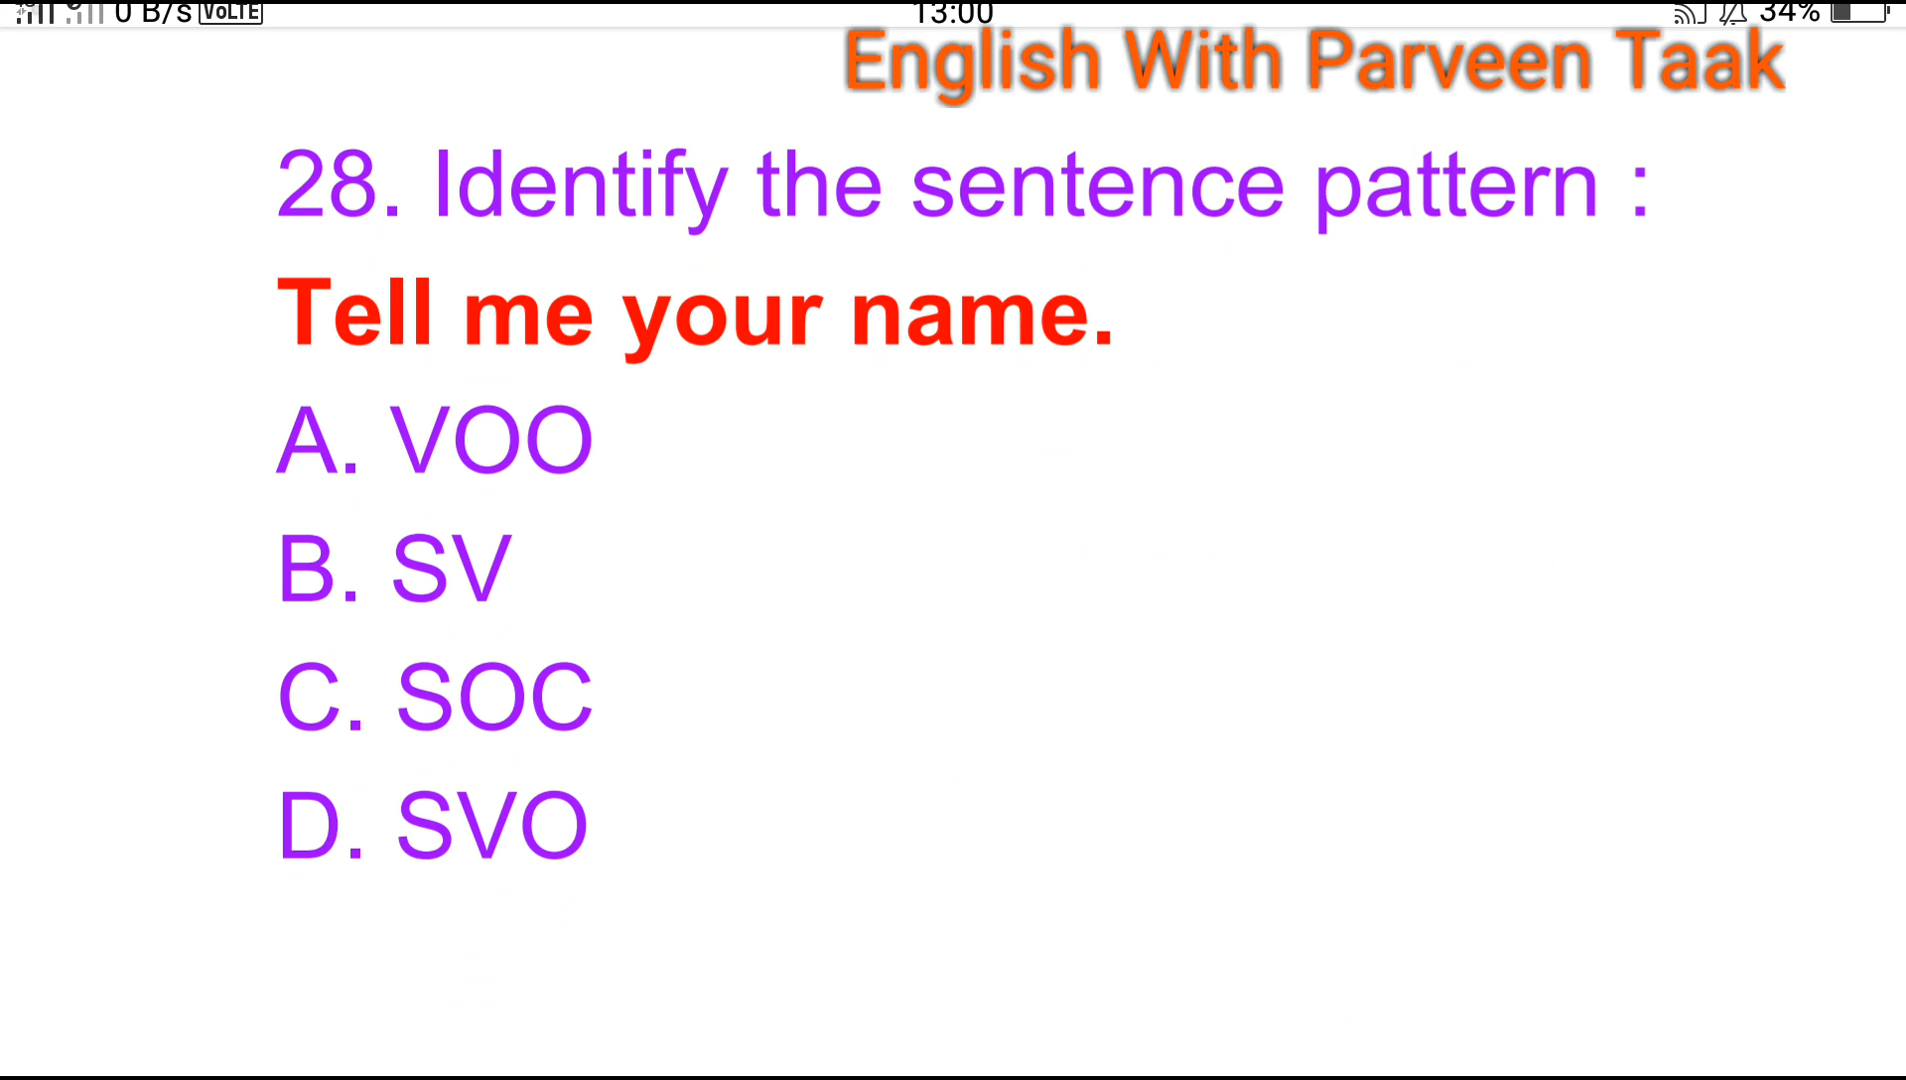 0 B/s VoLTE 13:00 34%
English With Parveen Taak
28. Identify the sentence pattern :
Tell me your name.
A. VOO
B. SV
C. SOC
D. SVO